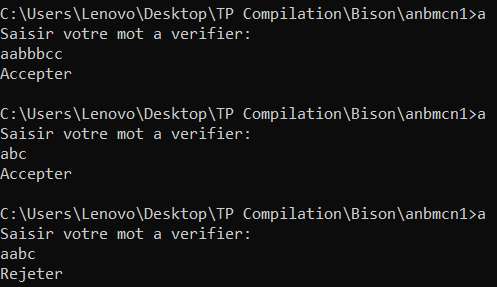 C:\Users\Lenovo\Desktop\TP Compilation\Bison\anbmcn1>a
Saisir votre mot a verifier:
aabbbcc
Accepter
C:\Users\Lenovo\Desktop\TP Compilation\Bison\anbmcn1>a
Saisir votre mot a verifier:
abc
Accepter
C:\Users\Lenovo\Desktop\TP Compilation\Bison\anbmcn1>a
Saisir votre mot a verifier:
aabc
Rejeter